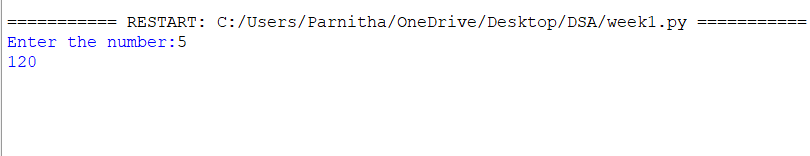 =========== RESTART: C:/Users/Parnitha/OneDrive/Desktop/DSA/week1.py ===========
Enter the number:5
120